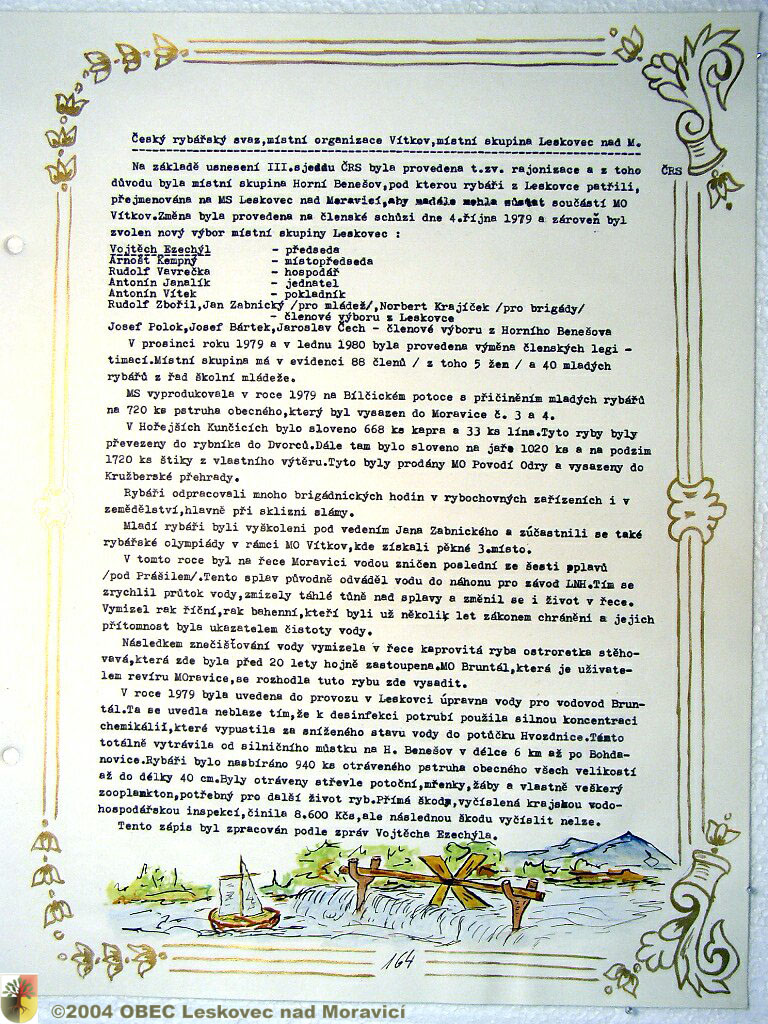 Český rybářský svaz,místní organizace Vítkov,místní skupina Leskovec nad M.
Na základě usnesení III.sjeddu ČRS byla provedena t.zv. rajonizace a z toho
ČRS
důvodu byla místní skupina Horní Benešov,pod kterou rybáři z Leskovce patřili,
přejmenována na MS Leskovec nad Moravicí,aby nadále mohla zůstat součástí MO
Vítkov.Změna byla provedena na členské schůzi dne 4.října 1979 a zároveň byl
zvolen nový výbor místní skupiny Leskovec :
Vojtěch Ezechýl - předseda
Arnošt Kempný - místopředseda
Rudolf Vavrečka - hospodář
Antonín Janalík - jednatel
Antonín Vítek - pokladník
Rudolf Zbořil,Jan Zabnický /pro mládež/,Norbert Krajíček /pro brigády/
- členové výboru z Leskovce
Josef Polok,Josef Bártek,Jaroslav Čech - členové výboru z Horního Benešova
V prosinci roku 1979 a v lednu 1980 byla provedena výměna členských legi -
timací.Místní skupina má v evidenci 88 členů / z toho 5 žen / a 40 mladých
rybářů z řad školní mládeže.
MS vyprodukovala v roce 1979 na Bílčickém potoce s přičiněním mladých rybářů
na 720 ks pstruha obecného,který byl vysazen do Moravice č. 3 a 4.
V Hořejších Kunčicích bylo sloveno 668 ks kapra a 33 ks lína.Tyto ryby byly
převezeny do rybníka do Dvorců.Dále tam bylo sloveno na jaře 1020 ks a na podzim
1720 ks štiky z vlastního výtěru.Tyto byly prodány MO Povodí Odry a vysazeny do
Kružberské přehrady.
Rybáři odpracovali mnoho brigádnických hodin v rybochovných zařízeních i v
zemědělství,hlavně při sklizni slámy.
Mladí rybáři byli vyškoleni pod vedením Jana Zabnického a zúčastnili se také
rybářské olympiády v rámci MO Vítkov,kde získali pěkné 3.místo.
V tomto roce byl na řece Moravici vodou zničen poslední ze šesti splavů
/pod Prášilem/.Tento splav původně odváděl vodu do náhonu pro závod LNH.Tím se
zrychlil průtok vody,zmizely táhlé tůně nad splavy a změnil se i život v řece.
Vymizel rak říční,rak bahenní,kteří byli už několik let zákonem chráněni a jejich
přítomnost byla ukazatelem čistoty vody.
Následkem znečišťování vody vymizela v řece kaprovitá ryba ostroretka stěho-
vavá,která zde byla před 20 lety hojně zastoupena.MO Bruntál,která je uživate-
lem revíru MOravice,se rozhodla tuto rybu zde vysadit.
V roce 1979 byla uvedena do provozu v Leskovci úpravna vody pro vodovod Brun-
tál.Ta se uvedla neblaze tím,že k desinfekci potrubí použila silnou koncentraci
chemikálií,které vypustila za sníženého stavu vody do potůčku Hvozdnice.Tímto
totálně vytrávila od silničního můstku na H. Benešov v délce 6 km až po Bohda-
novice.Rybáři bylo nasbíráno 940 ks otráveného pstruha obecného všech velikostí
až do délky 40 cm.Byly otráveny střevle potoční,mřenky,žáby a vlastně veškerý
zooplankton,potřebný pro další život ryb.Přímá škoda,vyčíslená krajskou vodo-
hospodářskou inspekcí,činila 8.600 Kčs,ale následnou škodu vyčíslit nelze.
Tento zápis byl zpracován podle zpráv Vojtěcha Ezechýla.
164
©2004 OBEC Leskovec nad Moravicí